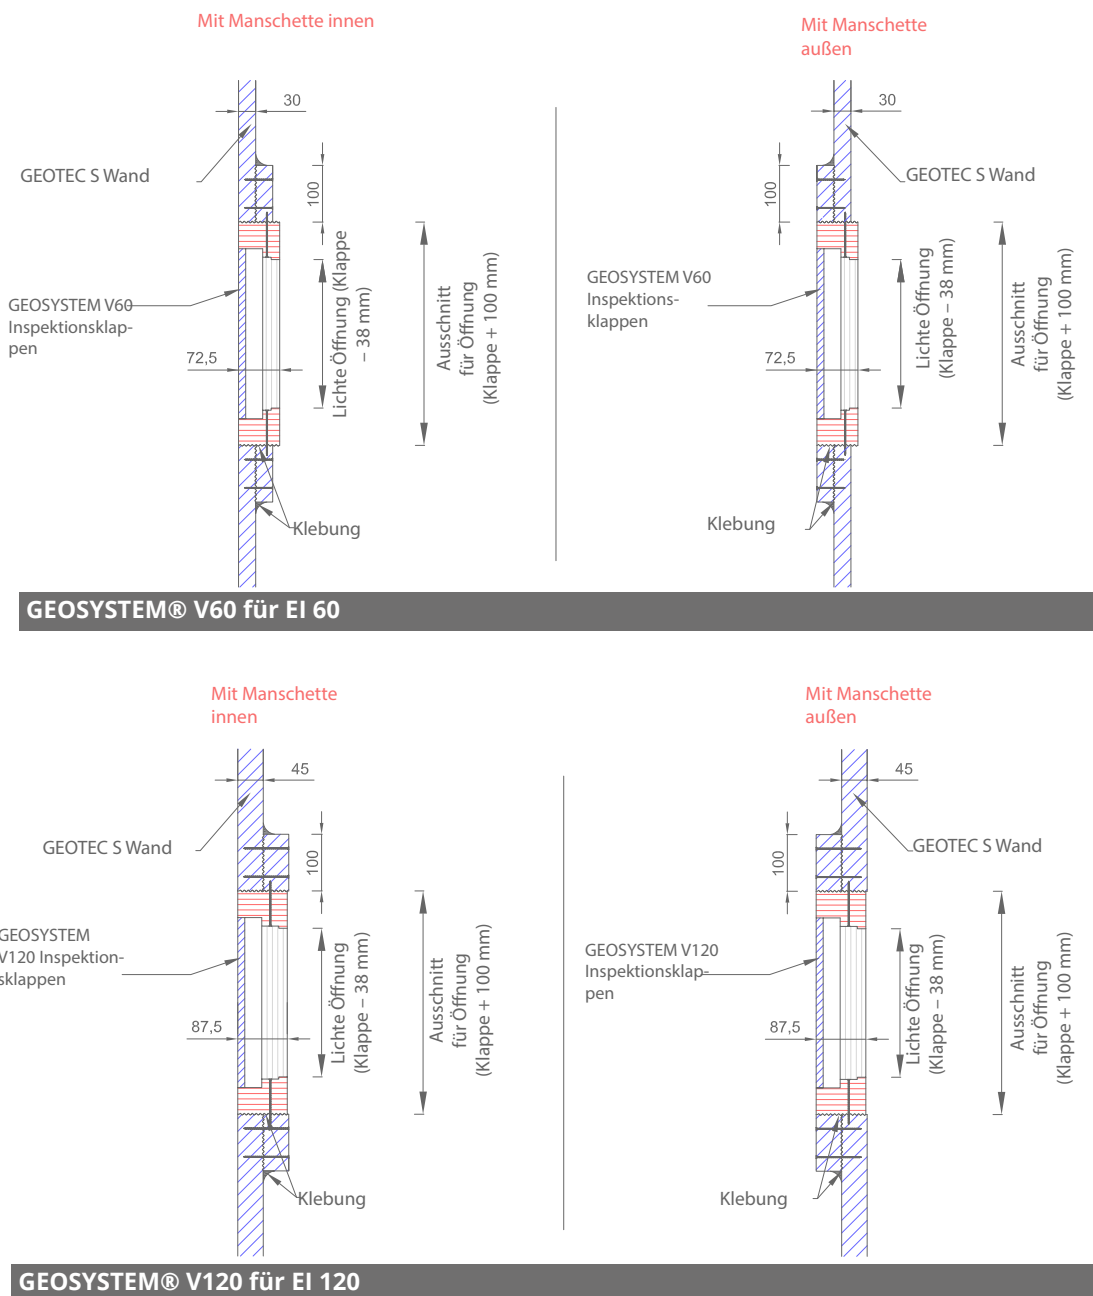 Mit Manschette innen
30
GEOTEC S Wand
100
GEOSYSTEM V60
Inspektionsklap-
pen
72,5
Lichte Öffnung (Klappe
– 38 mm)
Ausschnitt
für Öffnung
(Klappe + 100 mm)
Klebung
Mit Manschette
außen
30
GEOTEC S Wand
100
GEOSYSTEM V60
Inspektions-
klappen
72,5
Lichte Öffnung
(Klappe – 38 mm)
Ausschnitt
für Öffnung
(Klappe + 100 mm)
Klebung
GEOSYSTEM® V60 für EI 60
Mit Manschette
innen
45
GEOTEC S Wand
100
GEOSYSTEM
V120 Inspektion-
sklappen
87,5
Lichte Öffnung
(Klappe – 38 mm)
Ausschnitt
für Öffnung
(Klappe + 100 mm)
Klebung
Mit Manschette
außen
45
GEOTEC S Wand
100
GEOSYSTEM V120
Inspektionsklap-
pen
87,5
Lichte Öffnung
(Klappe – 38 mm)
Ausschnitt
für Öffnung
(Klappe + 100 mm)
Klebung
GEOSYSTEM® V120 für EI 120